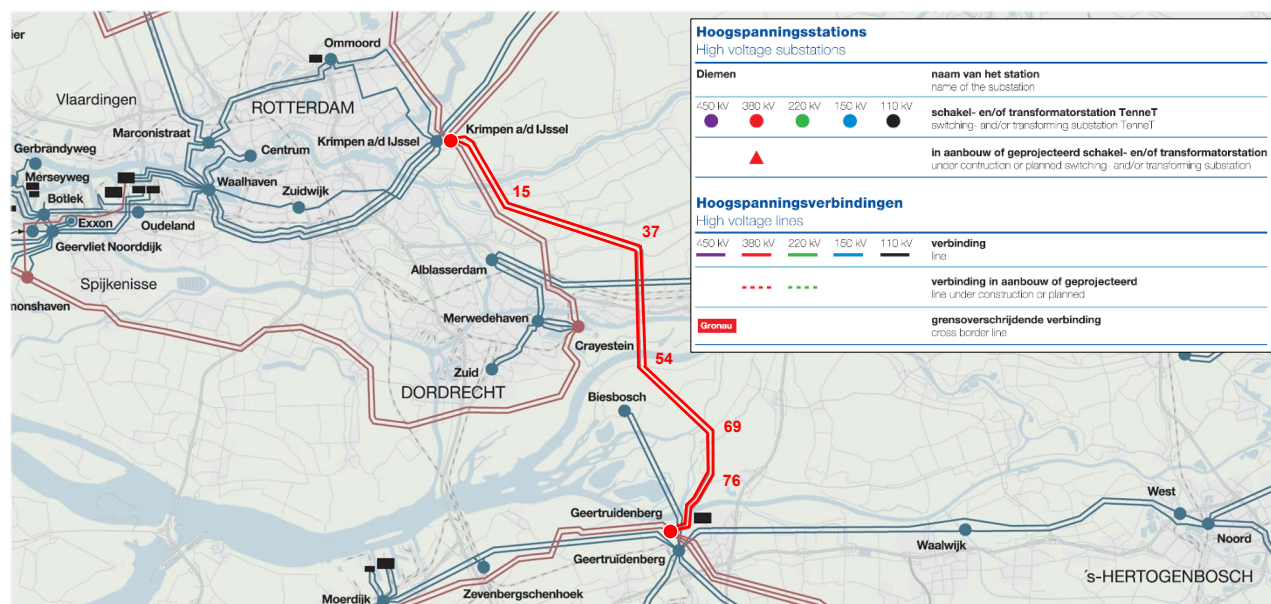 ier
Ommoord
Vlaardingen
ROTTERDAM
Marconistraat
Krimpen a/d IJssel
Krimpen a/d IJssel
Gerbrandyweg
Centrum
Merseyweg
Waalhaven
Zuidwijk
15
Botlek
Exxon
Oudeland
Geervliet Noorddijk
37
Alblasserdam
Spijkenisse
monshaven
Merwedehaven
Crayestein
54
Zuid
DORDRECHT
Biesbosch
69
76
Geertruidenberg
West
Geertruidenberg
Waalwijk
Noord
Zevenbergschenhoek
Moerdijk
's-HERTOGENBOSCH
Hoogspanningsstations
High voltage substations
Diemen
naam van het station
name of the substation
450 kV 380 kV 220 kV 150 kV 110 kV
schakel- en/of transformatorstation TenneT
switching- and/or transforming substation TenneT
in aanbouw of geprojecteerd schakel- en/of transformatorstation
under contruction or planned switching- and/or transforming substation
Hoogspanningsverbindingen
High voltage lines
450 kV 380 kV 220 kV 150 kV 110 kV
verbinding
line
verbinding in aanbouw of geprojecteerd
line under construction or planned
Gronau
grensoverschrijdende verbinding
cross border line